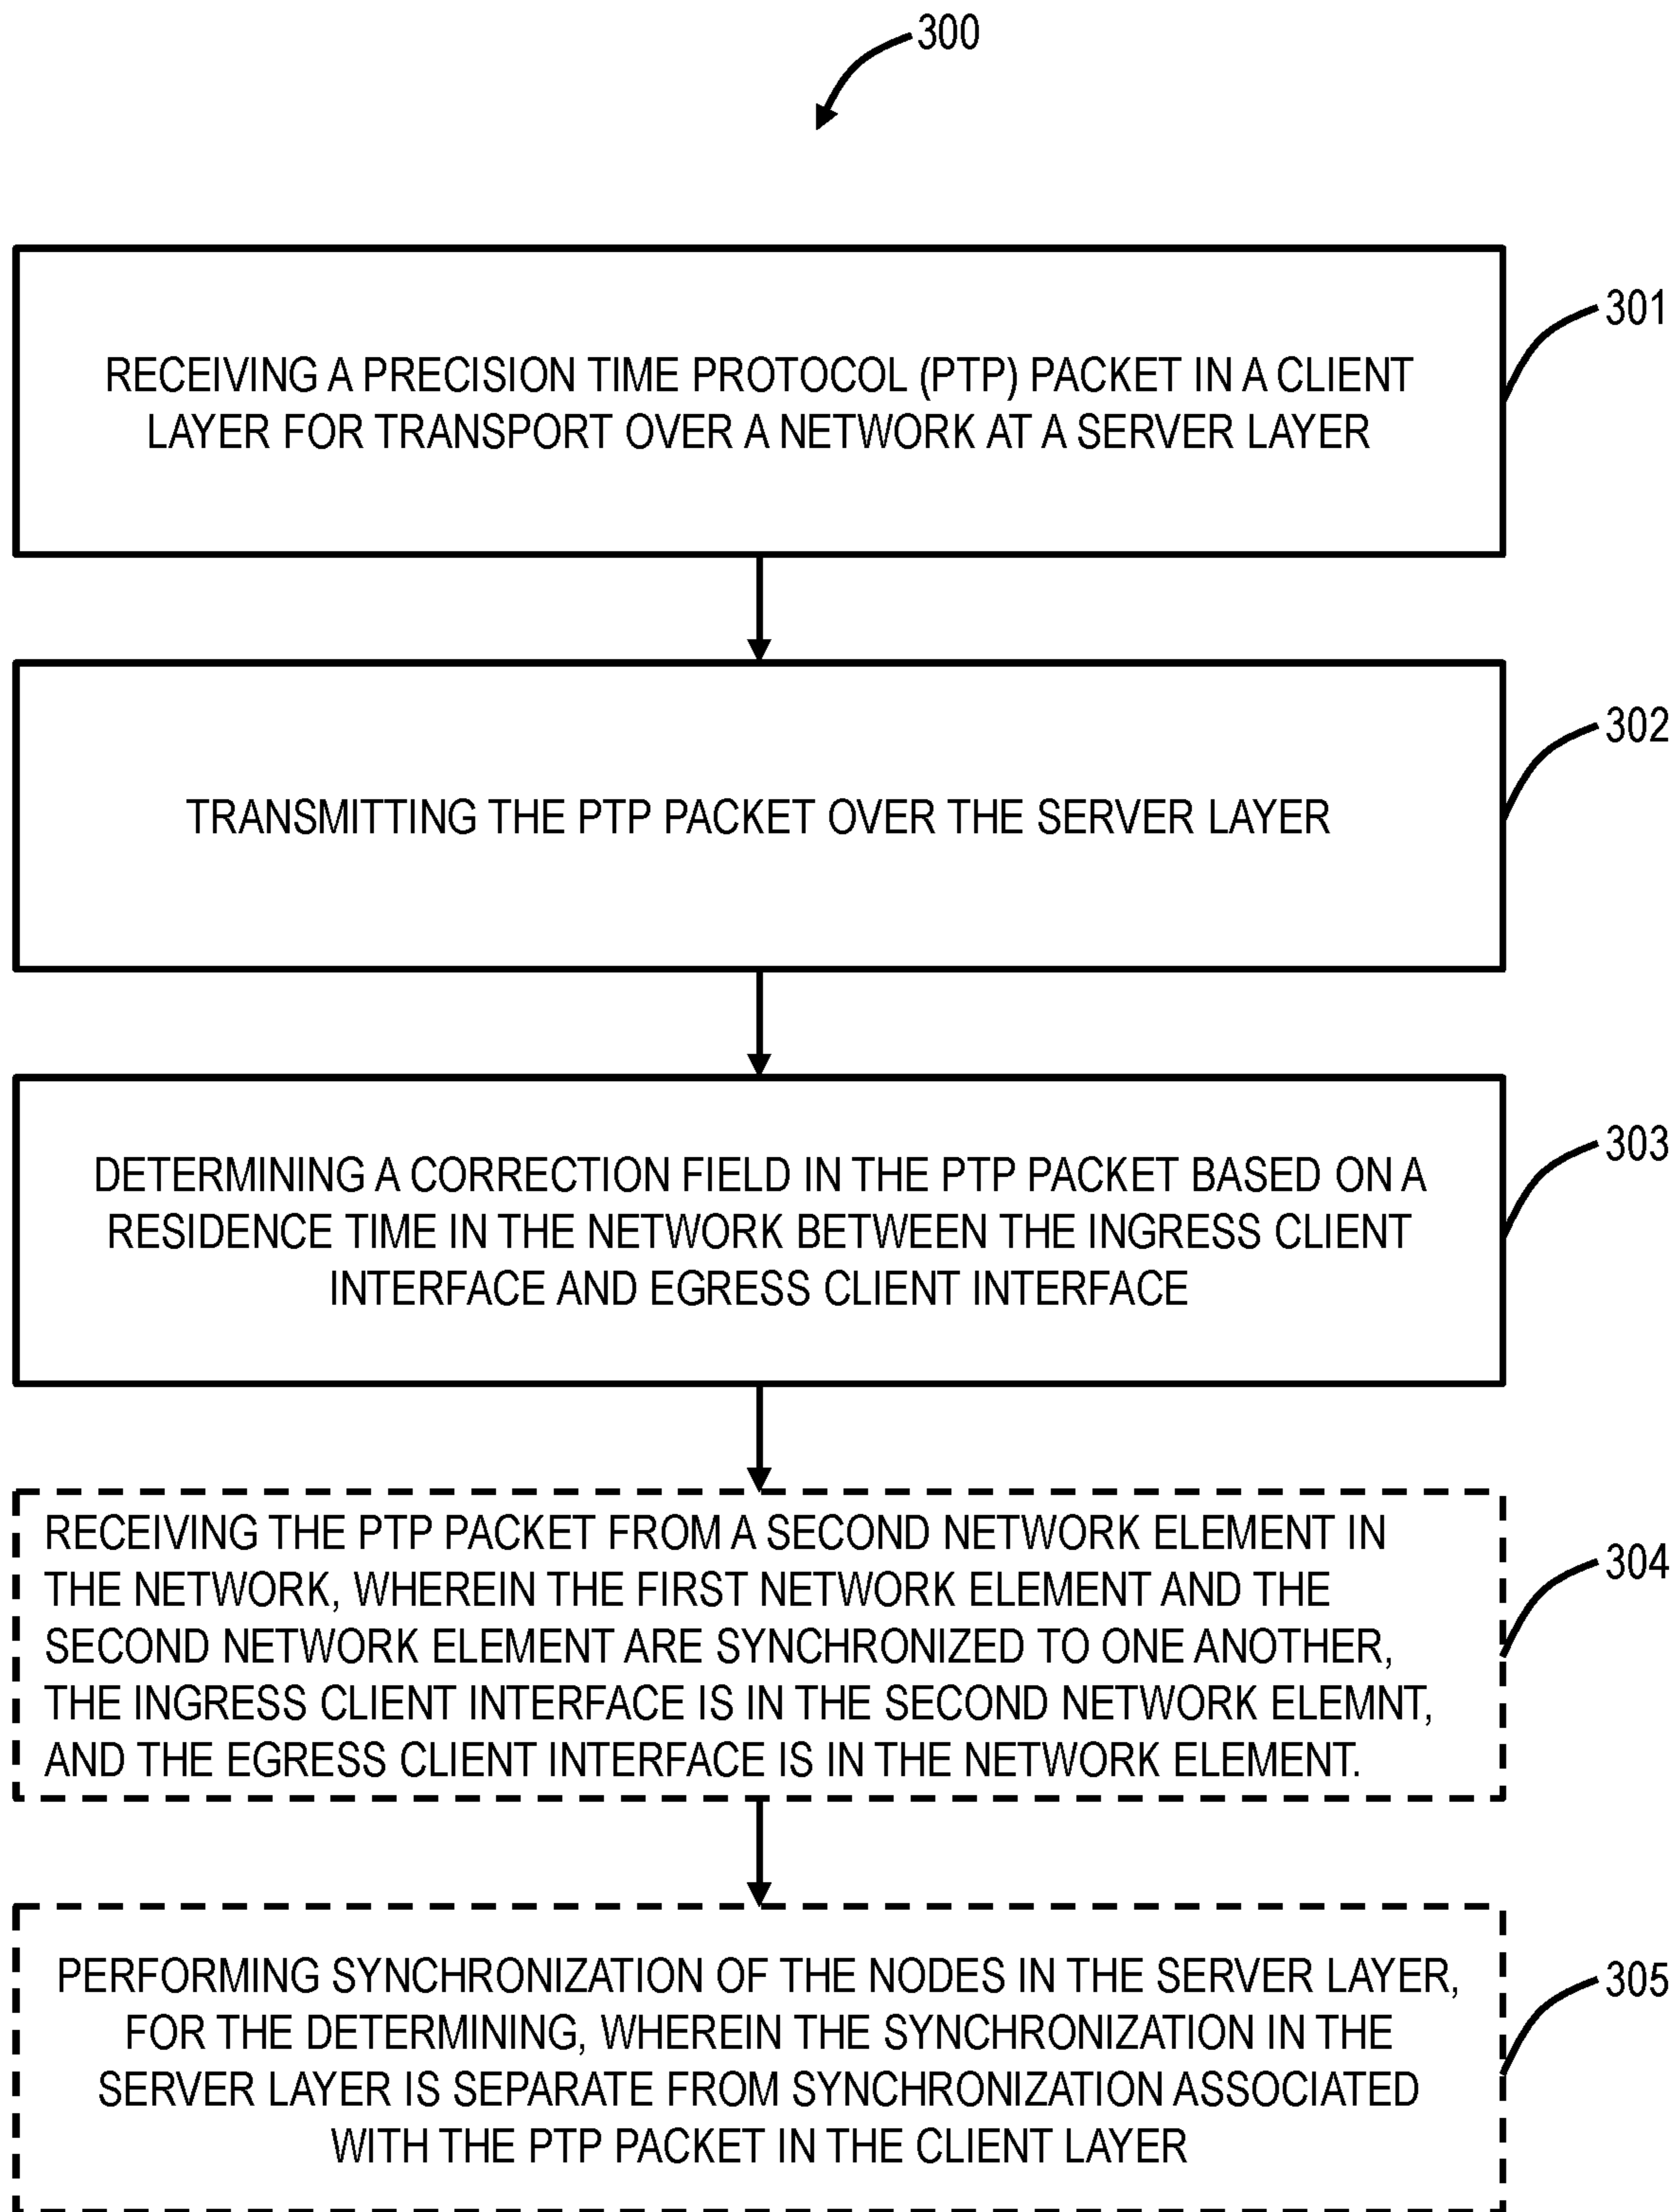 300
RECEIVING A PRECISION TIME PROTOCOL (PTP) PACKET IN A CLIENT
LAYER FOR TRANSPORT OVER A NETWORK AT A SERVER LAYER
301
TRANSMITTING THE PTP PACKET OVER THE SERVER LAYER
302
DETERMINING A CORRECTION FIELD IN THE PTP PACKET BASED ON A
RESIDENCE TIME IN THE NETWORK BETWEEN THE INGRESS CLIENT
INTERFACE AND EGRESS CLIENT INTERFACE
303
RECEIVING THE PTP PACKET FROM A SECOND NETWORK ELEMENT IN
THE NETWORK, WHEREIN THE FIRST NETWORK ELEMENT AND THE
SECOND NETWORK ELEMENT ARE SYNCHRONIZED TO ONE ANOTHER,
THE INGRESS CLIENT INTERFACE IS IN THE SECOND NETWORK ELEMNT,
AND THE EGRESS CLIENT INTERFACE IS IN THE NETWORK ELEMENT.
304
PERFORMING SYNCHRONIZATION OF THE NODES IN THE SERVER LAYER,
FOR THE DETERMINING, WHEREIN THE SYNCHRONIZATION IN THE
SERVER LAYER IS SEPARATE FROM SYNCHRONIZATION ASSOCIATED
WITH THE PTP PACKET IN THE CLIENT LAYER
305